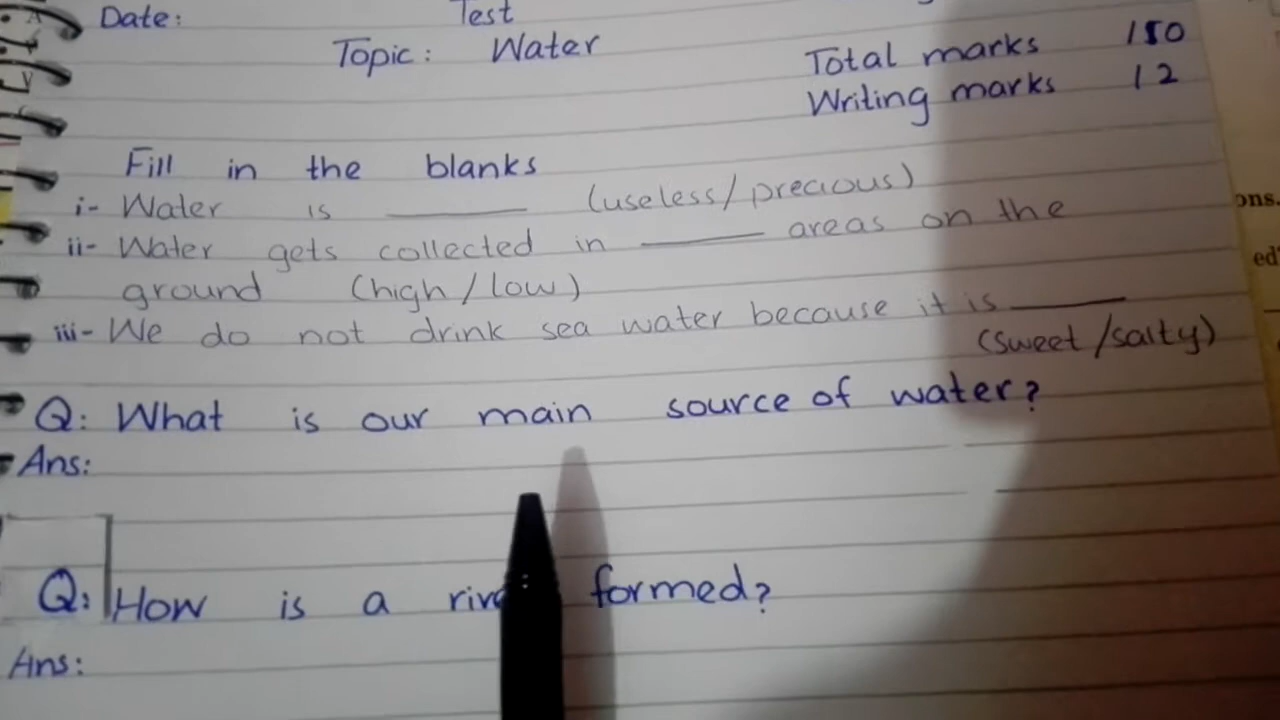 Date: Test
Topic: Water
Total marks 150
Writing marks 12
Fill in the blanks
i- Water is ______ (useless/precious)
ii- Water gets collected in ______ areas on the
ground (high/low)
iii- We do not drink sea water because it is ______
(sweet/salty)
Q: What is our main source of water?
Ans:
Q: How is a formed?
Ans:
ons.